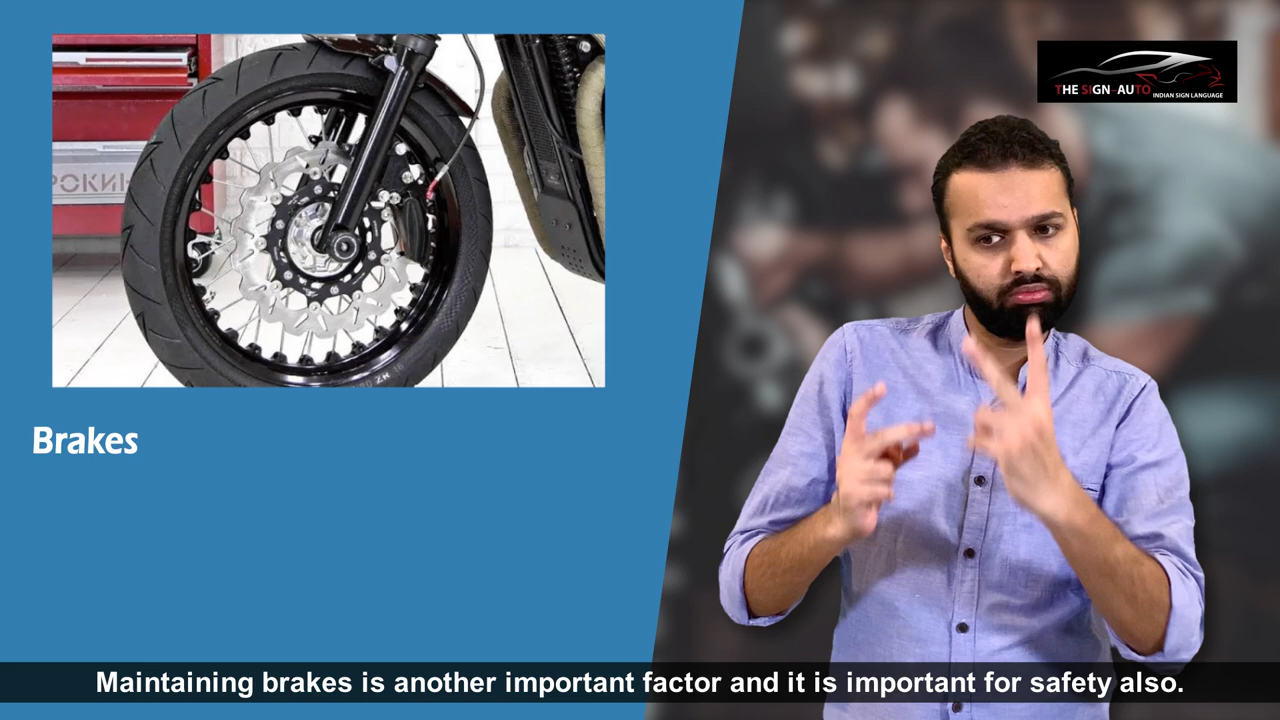 THE SIGN-AUTO
INDIAN SIGN LANGUAGE
РОКИ
Brakes
Maintaining brakes is another important factor and it is important for safety also.